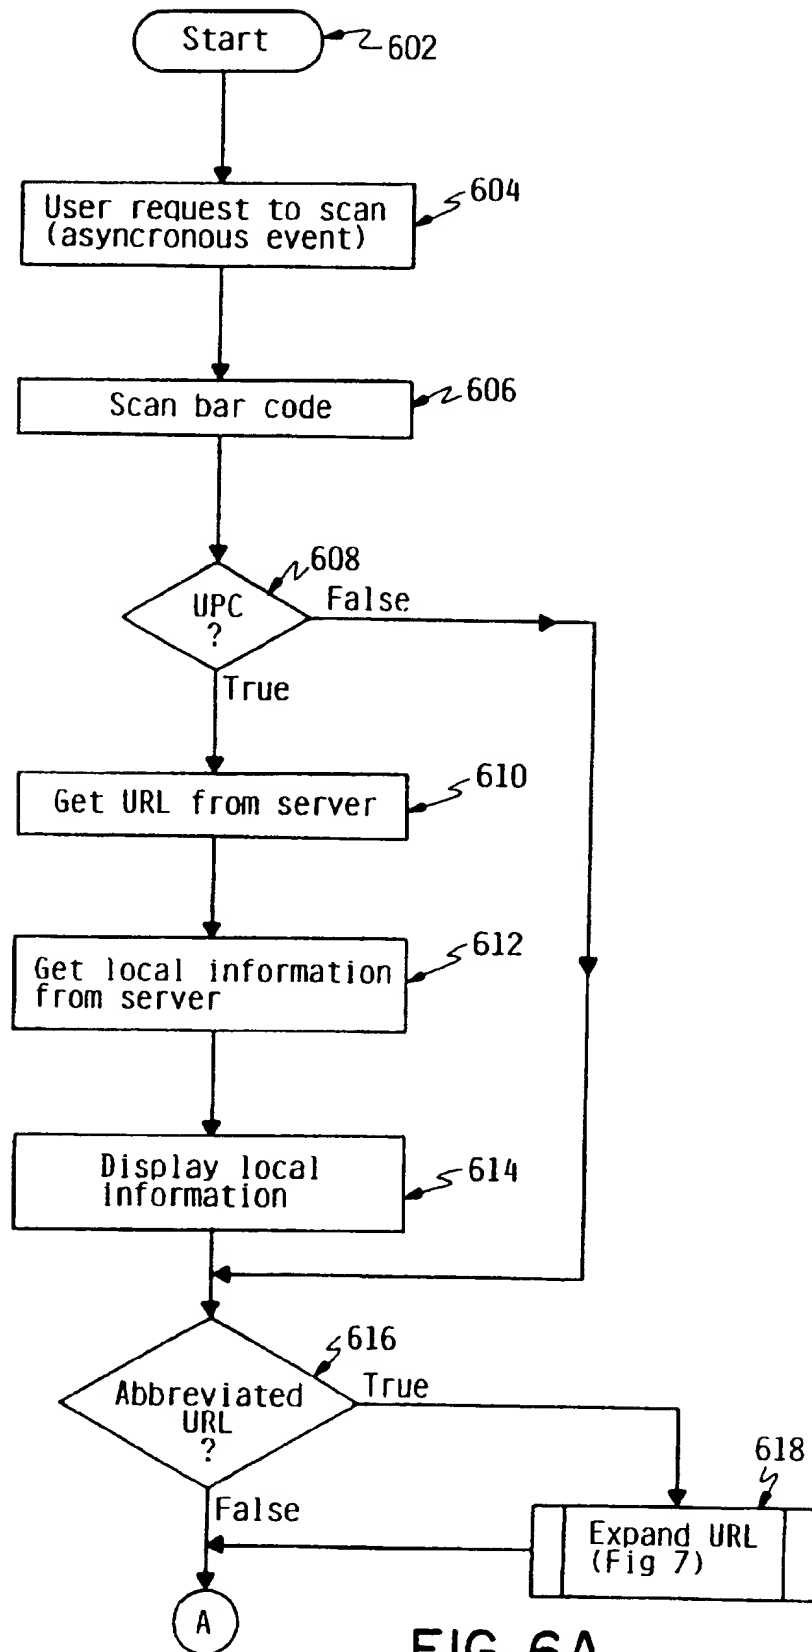 Start
602
User request to scan
(asyncronous event)
604
Scan bar code
606
608
UPC
?
False
True
Get URL from server
610
Get local information
from server
612
Display local
information
614
616
Abbreviated
URL
?
True
False
618
Expand URL
(Fig 7)
A
FIG. 6A